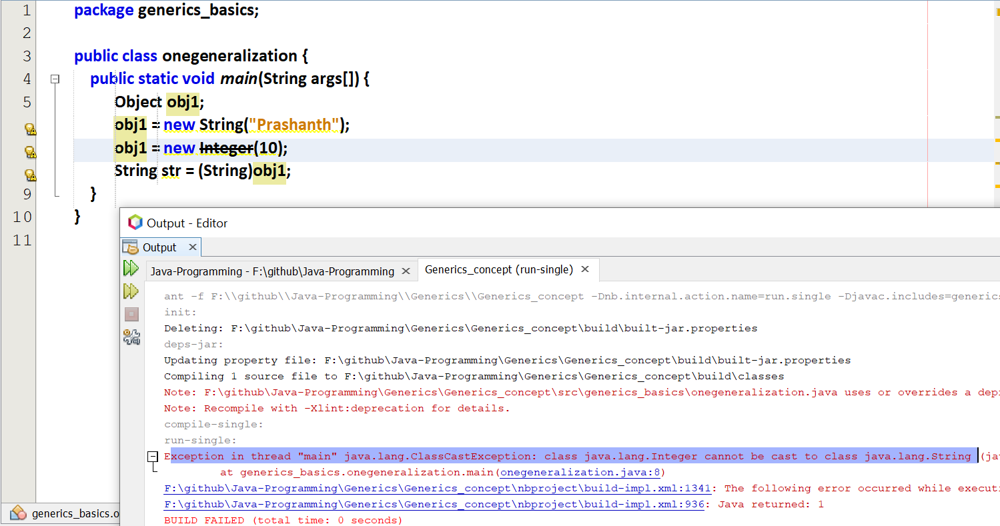 1 package generics_basics;
2
3 public class onegeneralization {
4 public static void main(String args[]) {
5 Object obj1;
obj1 = new String("Prashanth");
obj1 = new Integer(10);
String str = (String)obj1;
9 }
10 }
11
Output - Editor
Output
Java-Programming - F:\github\Java-Programming
Generics_concept (run-single)
ant -f F:\\github\\Java-Programming\\Generics\\Generics_concept -Dnb.internal.action.name=run.single -Djavac.includes=generics
init:
Deleting: F:\github\Java-Programming\Generics\Generics_concept\build\built-jar.properties
deps-jar:
Updating property file: F:\github\Java-Programming\Generics\Generics_concept\build\built-jar.properties
Compiling 1 source file to F:\github\Java-Programming\Generics\Generics_concept\build\classes
Note: F:\github\Java-Programming\Generics\Generics_concept\src\generics_basics\onegeneralization.java uses or overrides a dep
Note: Recompile with -Xlint:deprecation for details.
compile-single:
run-single:
Exception in thread "main" java.lang.ClassCastException: class java.lang.Integer cannot be cast to class java.lang.String (ja
at generics_basics.onegeneralization.main(onegeneralization.java:8)
F:\github\Java-Programming\Generics\Generics_concept\nbproject\build-impl.xml:1341: The following error occurred while executi
F:\github\Java-Programming\Generics\Generics_concept\nbproject\build-impl.xml:936: Java returned: 1
BUILD FAILED (total time: 0 seconds)
generics_basics.o